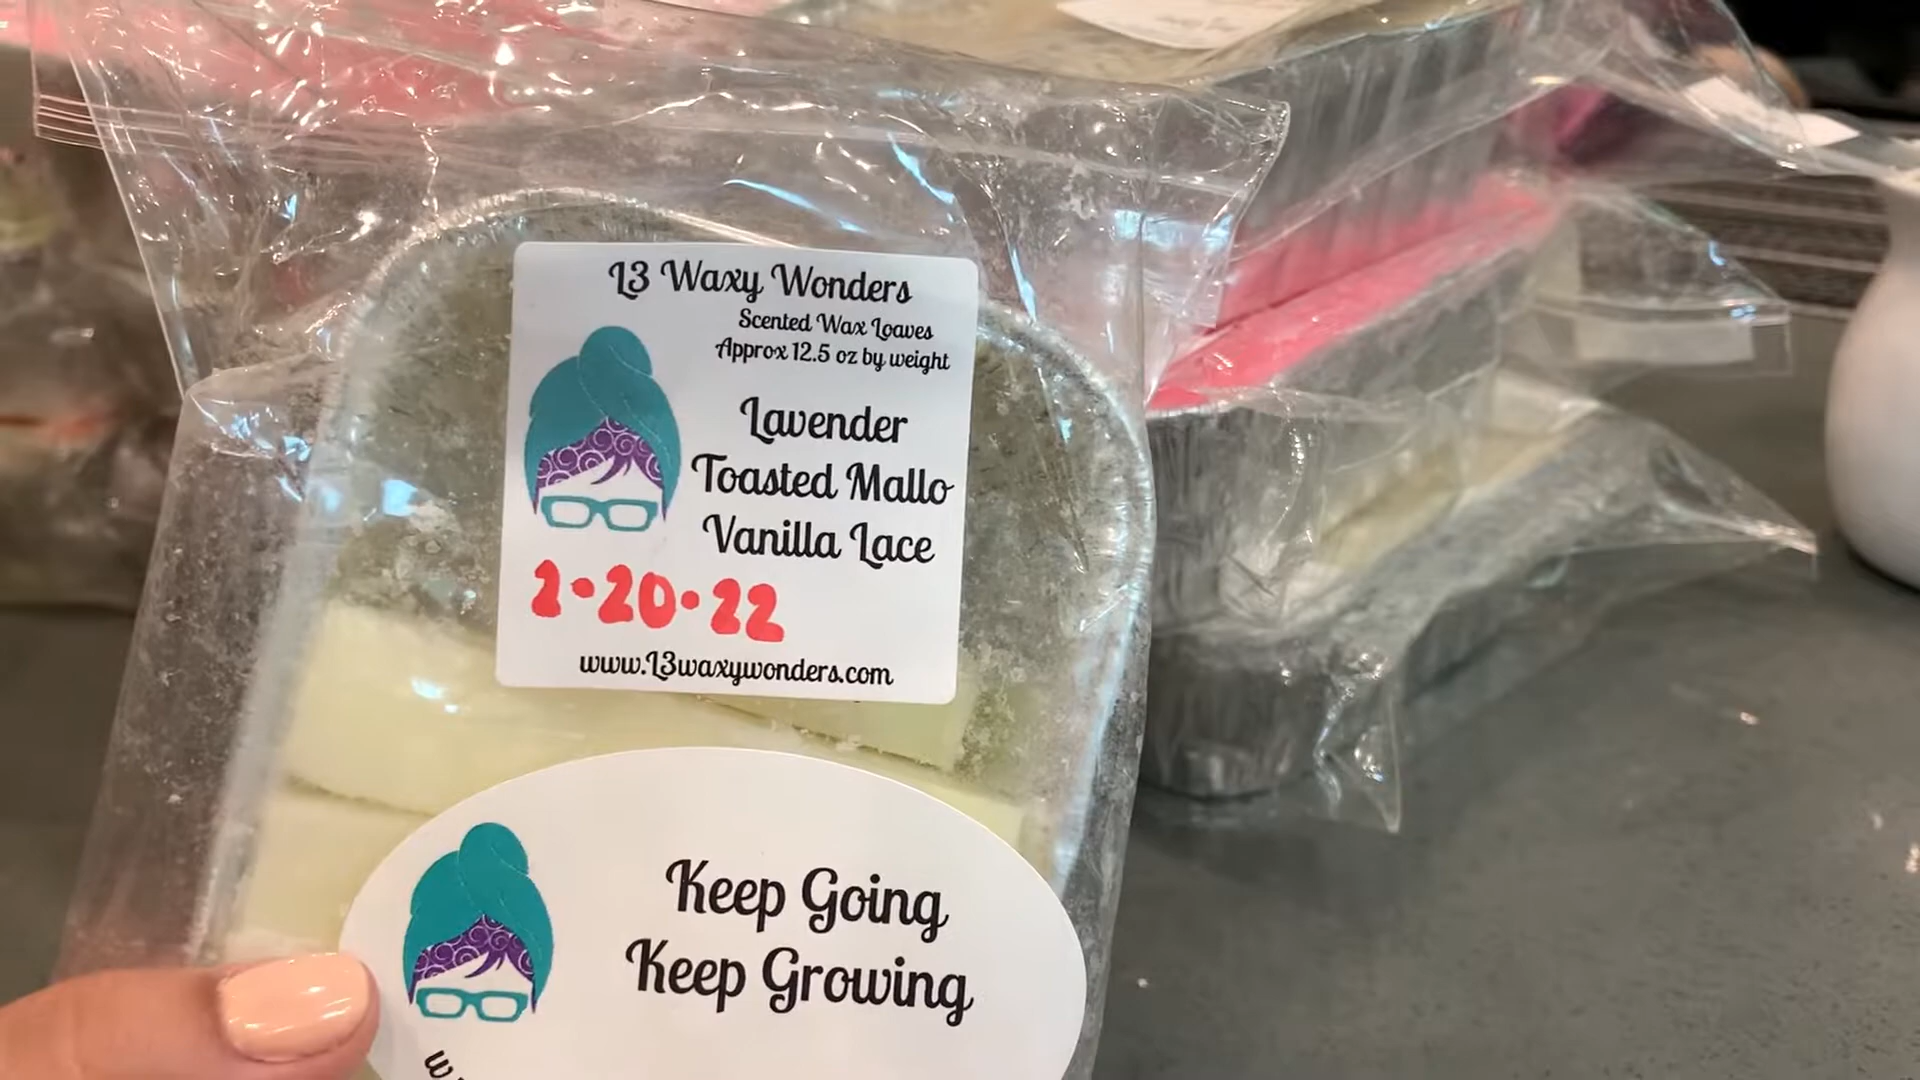 L3 Waxy Wonders
Scented Wax Loaves
Approx 12.5 oz by weight
Lavender
Toasted Mallo
Vanilla Lace
2•20•22
www.L3waxywonders.com
Keep Going
Keep Growing